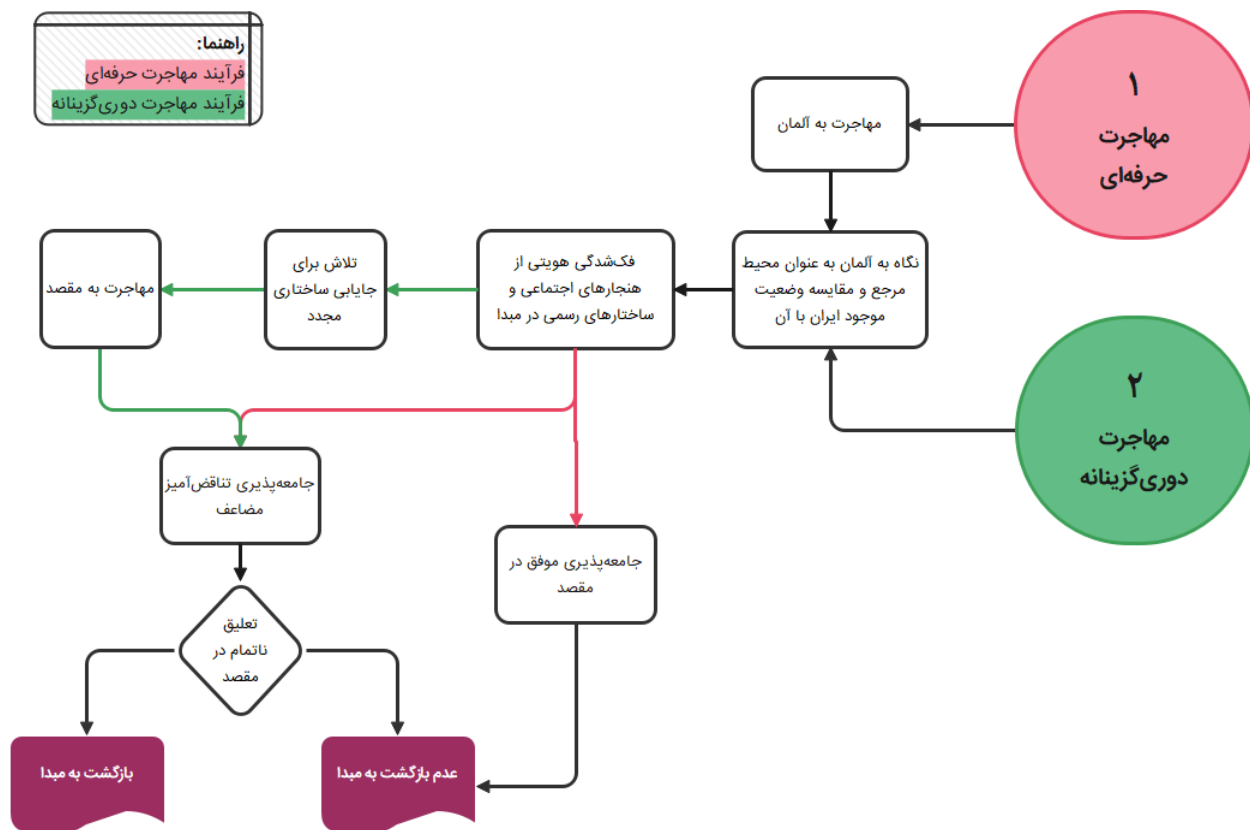 راهنما:
فرآیند مهاجرت حرفه‌ای
فرآیند مهاجرت دوری‌گزینانه
۱
مهاجرت
حرفه‌ای
مهاجرت به آلمان
۲
مهاجرت
دوری‌گزینانه
نگاه به آلمان به عنوان محیط
مرجع و مقایسه وضعیت
موجود ایران با آن
فک‌شدگی هویتی از
هنجارهای اجتماعی و
ساختارهای رسمی در مبدا
تلاش برای
جایابی ساختاری
مجدد
مهاجرت به مقصد
جامعه‌پذیری تناقض‌آمیز
مضاعف
جامعه‌پذیری موفق در
مقصد
تعلیق
ناتمام در
مقصد
عدم بازگشت به مبدا
بازگشت به مبدا